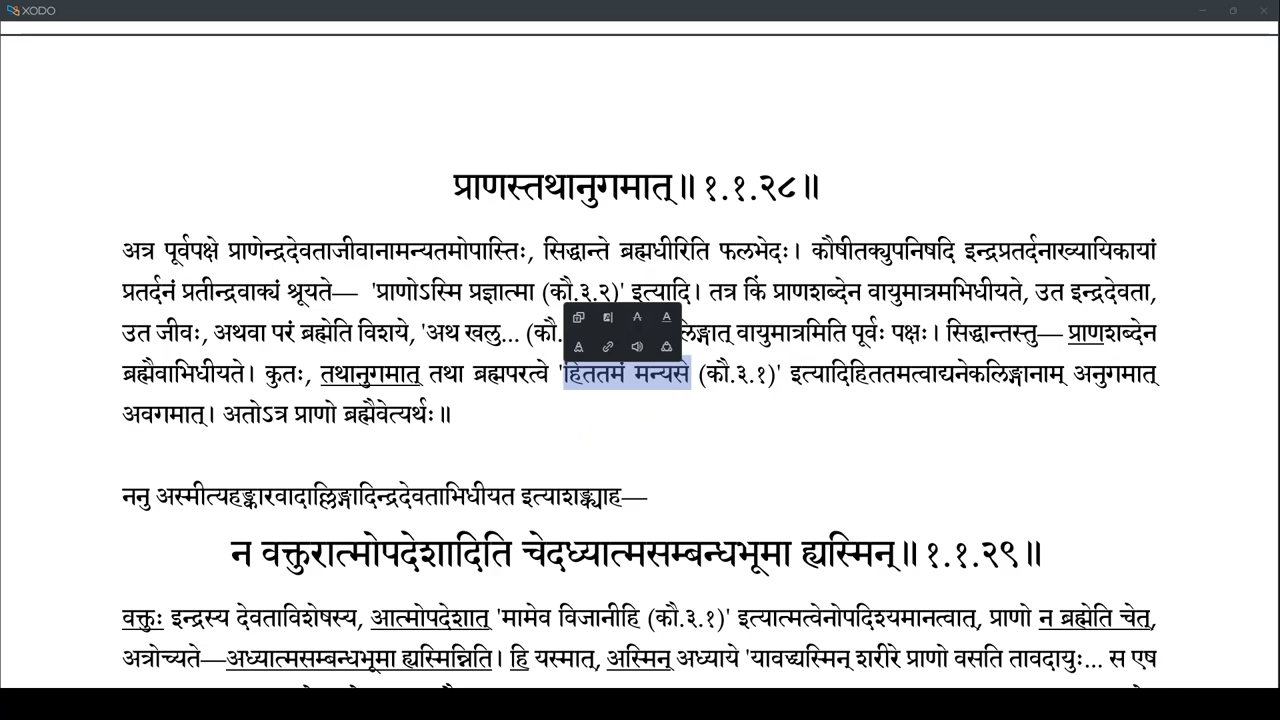 XODO
प्राणस्तथानुगमात्॥ १.१.२८॥
अत्र पूर्वपक्षे प्राणेन्द्रदेवताजीवानामन्यतमोपास्तिः, सिद्धान्ते ब्रह्मधीरिति फलभेदः। कौषीतक्युपनिषदि इन्द्रप्रतर्दनाख्यायिकायां
प्रतर्दनं प्रतीन्द्रवाक्यं श्रूयते— 'प्राणोऽस्मि प्रज्ञात्मा (कौ.३.२)' इत्यादि। तत्र किं प्राणशब्देन वायुमात्रमभिधीयते, उत इन्द्रदेवता,
उत जीवः, अथवा परं ब्रह्मेति विशये, 'अथ खलु... (कौ. लिङ्गात् वायुमात्रमिति पूर्वः पक्षः। सिद्धान्तस्तु— प्राणशब्देन
ब्रह्मैवाभिधीयते। कुतः, तथानुगमात् तथा ब्रह्मपरत्वे 'हिततमं मन्यसे (कौ.३.१)' इत्यादिहिततमत्वाद्यनेकलिङ्गानाम् अनुगमात्
अवगमात्। अतोऽत्र प्राणो ब्रह्मैवेत्यर्थः॥
ननु अस्मीत्यहङ्कारवादाल्लिङ्गादिन्द्रदेवताभिधीयत इत्याशङ्क्याह—
न वक्तुरात्मोपदेशादिति चेदध्यात्मसम्बन्धभूमा ह्यस्मिन्॥ १.१.२९॥
वक्तुः इन्द्रस्य देवताविशेषस्य, आत्मोपदेशात् 'मामेव विजानीहि (कौ.३.१)' इत्यात्मत्वेनोपदिश्यमानत्वात्, प्राणो न ब्रह्मेति चेत्,
अत्रोच्यते—अध्यात्मसम्बन्धभूमा ह्यस्मिन्निति। हि यस्मात्, अस्मिन् अध्याये 'यावद्ध्यस्मिन् शरीरे प्राणो वसति तावदायुः... स एष